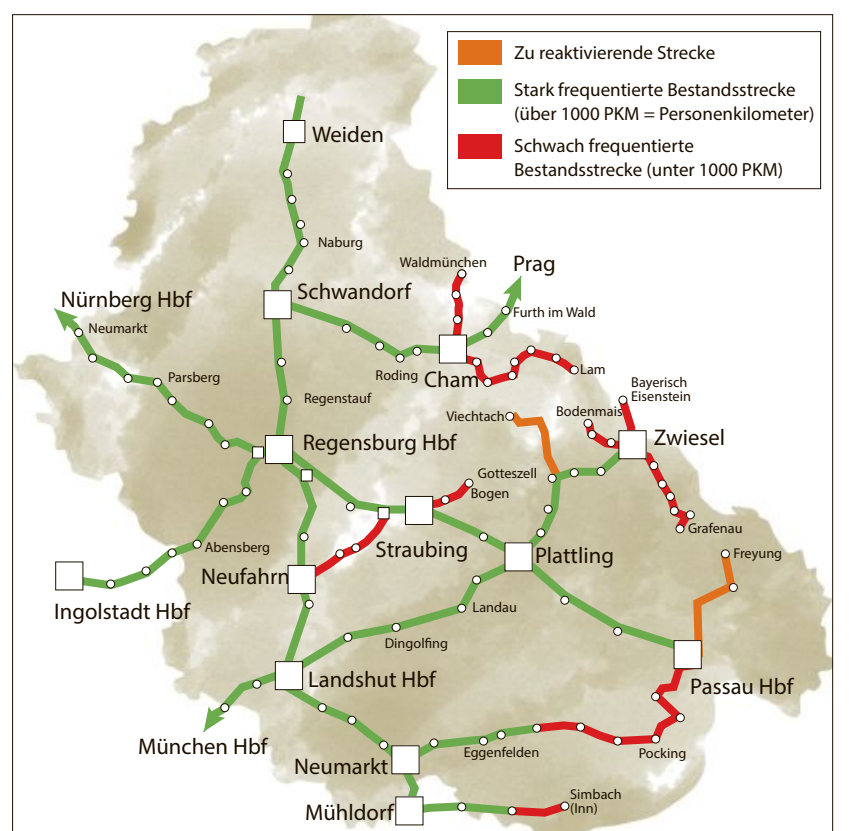 Zu reaktivierende Strecke
Stark frequentierte Bestandsstrecke
(über 1000 PKM = Personenkilometer)
Schwach frequentierte
Bestandsstrecke (unter 1000 PKM)
Weiden
Naburg
Waldmünchen
Prag
Schwandorf
Nürnberg Hbf
Neumarkt
Furth im Wald
Parsberg
Roding
Cham
Lam
Regenstauf
Bayerisch
Eisenstein
Viechtach
Bodenmais
Regensburg Hbf
Zwiesel
Gotteszell
Bogen
Grafenau
Abensberg
Straubing
Plattling
Freyung
Neufahrn
Ingolstadt Hbf
Landau
Dingolfing
Landshut Hbf
Passau Hbf
München Hbf
Eggenfelden
Pocking
Neumarkt
Simbach
(Inn)
Mühldorf